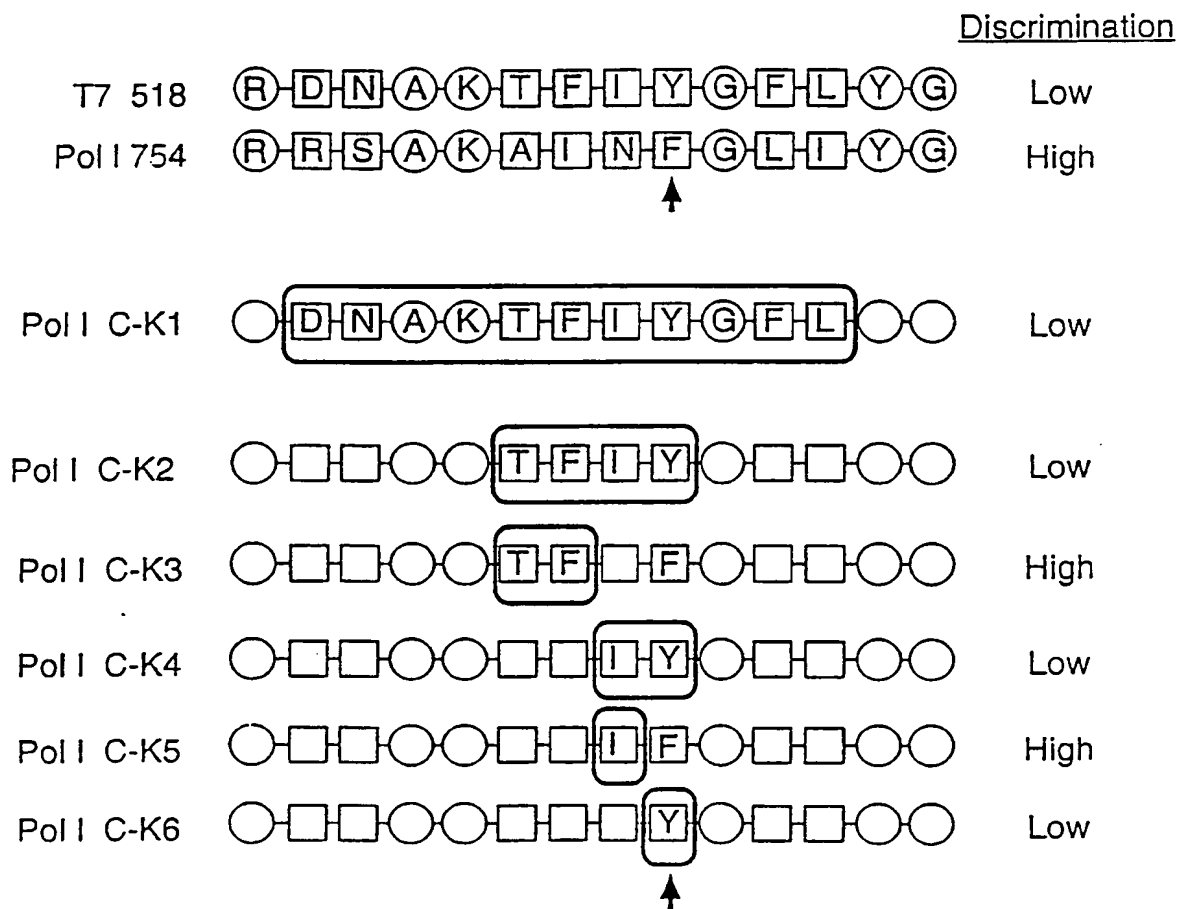 Discrimination
T7 518 R D N A K T F I Y G F L Y G Low
Pol I 754 R R S A K A I N F G L I Y G High
Pol I C-K1 D N A K T F I Y G F L Low
Pol I C-K2 T F I Y Low
Pol I C-K3 T F F High
Pol I C-K4 I Y Low
Pol I C-K5 I F High
Pol I C-K6 Y Low